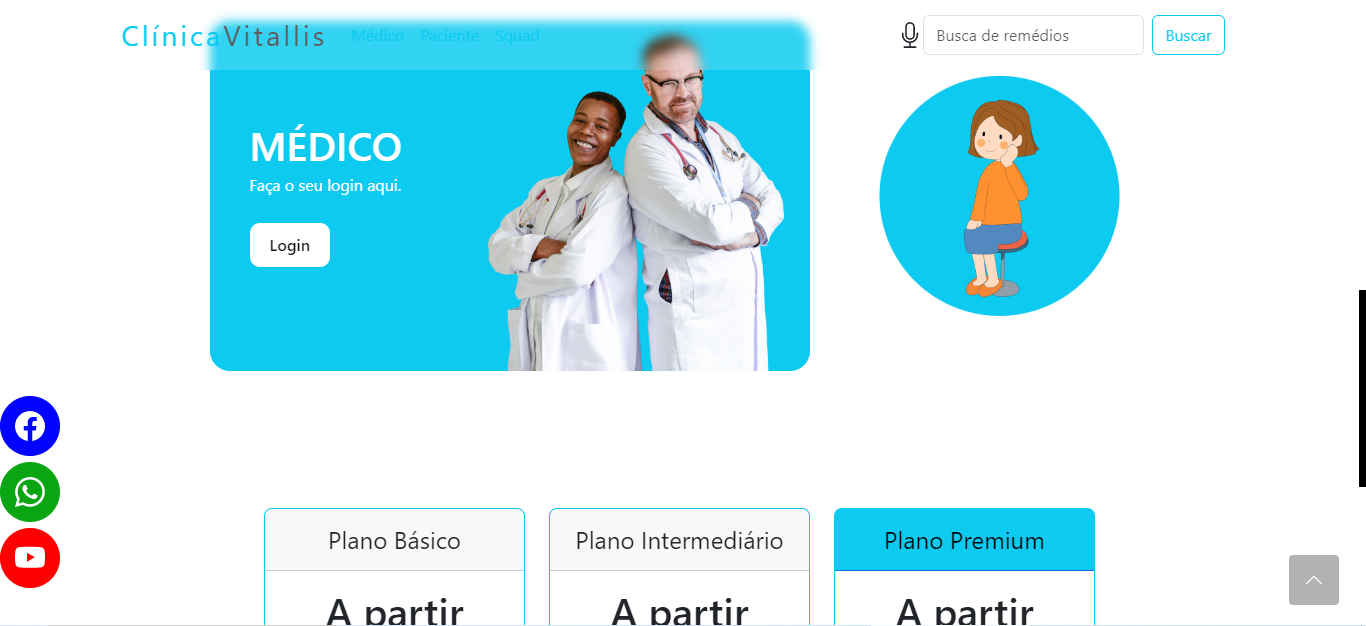 ClínicaVitallis Médico Paciente Squad Busca de remédios Buscar
MÉDICO
Faça o seu login aqui.
Login
Plano Básico Plano Intermediário Plano Premium
A partir A partir A partir